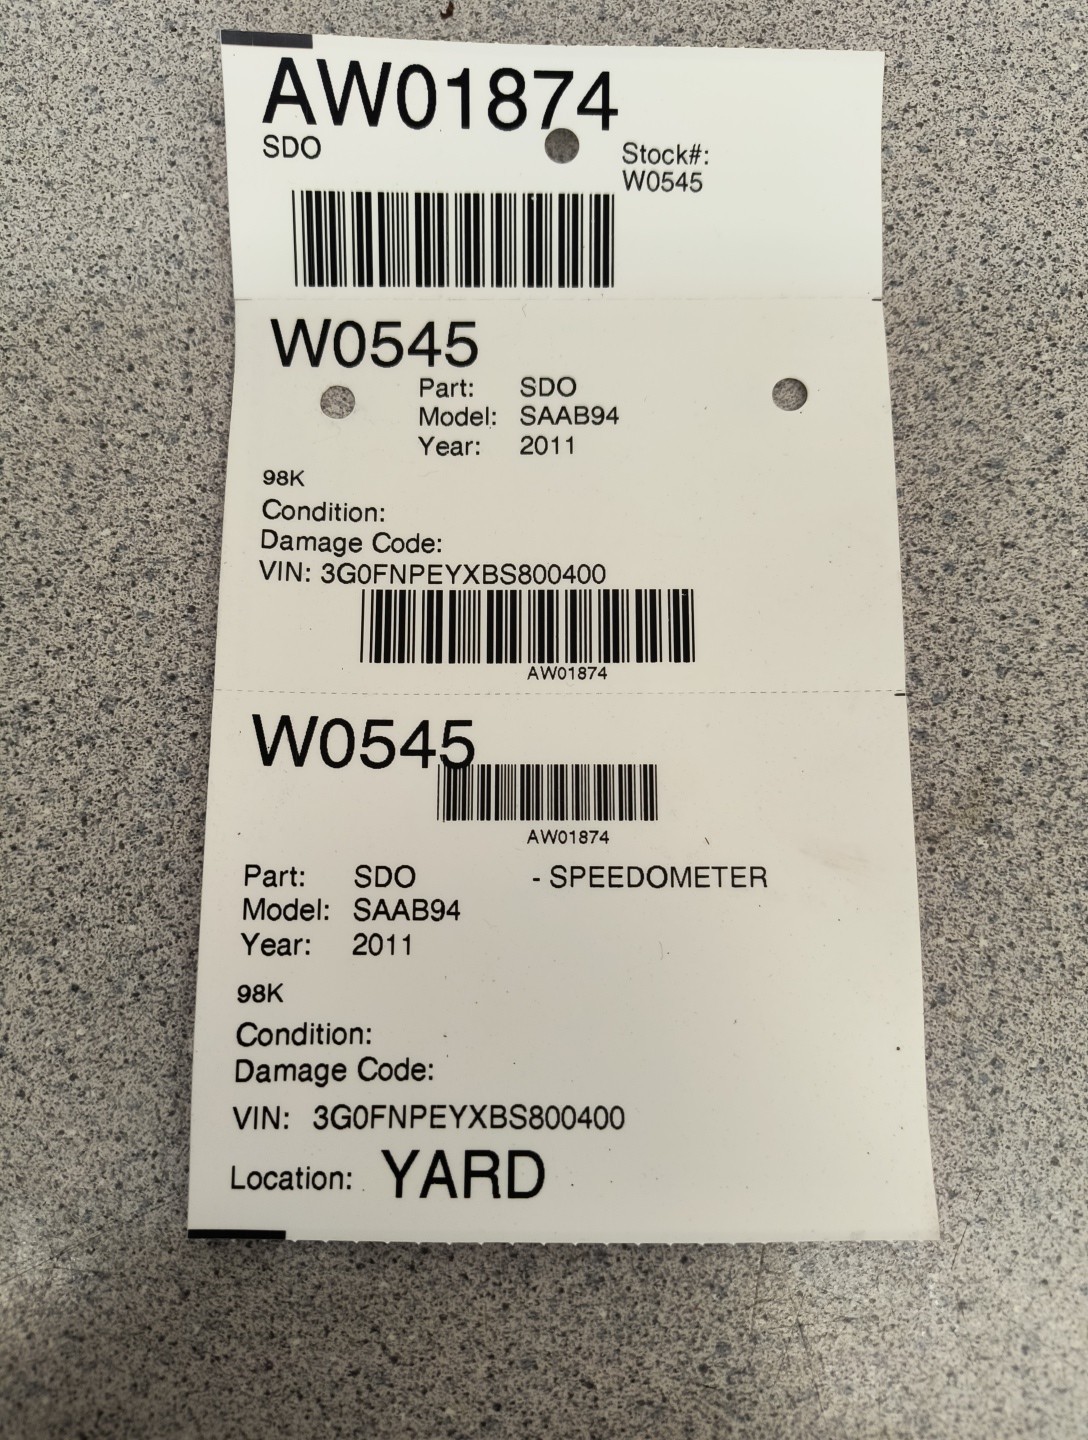 AW01874
SDO
Stock#:
W0545
W0545
Part: SDO
Model: SAAB94
Year: 2011
98K
Condition:
Damage Code:
VIN: 3G0FNPEYXBS800400
AW01874
W0545
AW01874
Part: SDO - SPEEDOMETER
Model: SAAB94
Year: 2011
98K
Condition:
Damage Code:
VIN: 3G0FNPEYXBS800400
Location: YARD